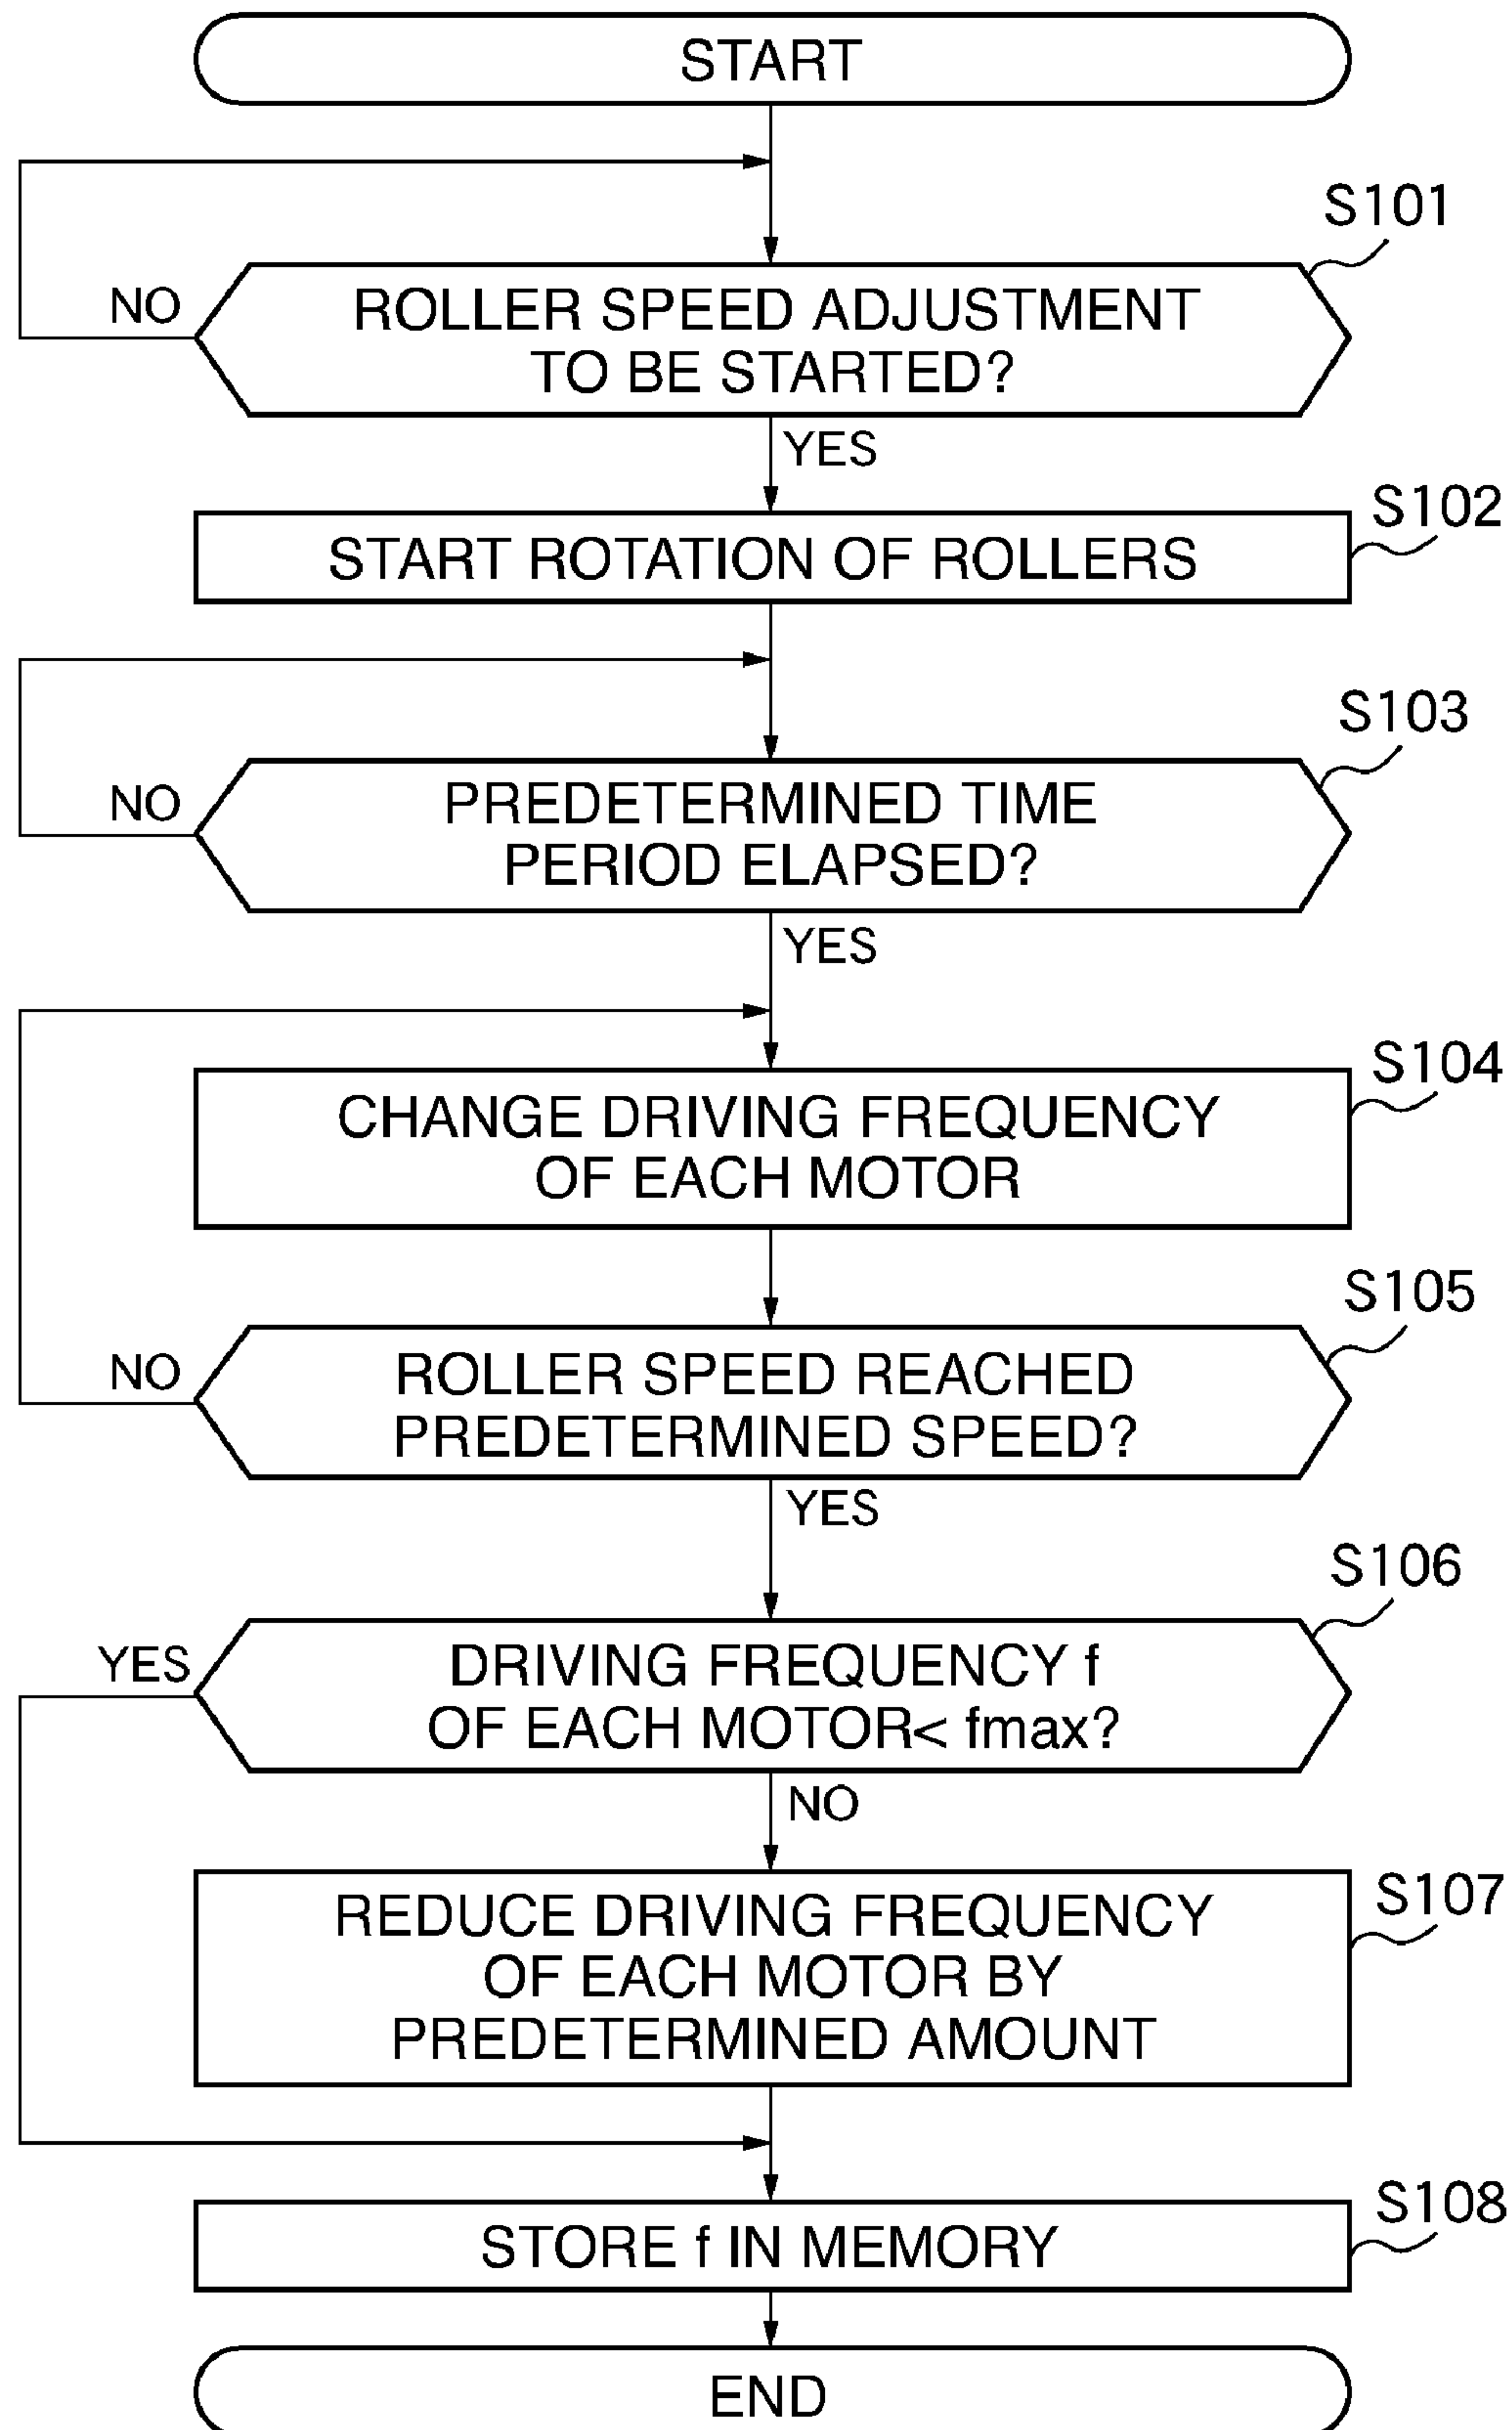 START
S101
NO
ROLLER SPEED ADJUSTMENT
TO BE STARTED?
YES
S102
START ROTATION OF ROLLERS
S103
NO
PREDETERMINED TIME
PERIOD ELAPSED?
YES
S104
CHANGE DRIVING FREQUENCY
OF EACH MOTOR
S105
NO
ROLLER SPEED REACHED
PREDETERMINED SPEED?
YES
S106
YES
DRIVING FREQUENCY f
OF EACH MOTOR< fmax?
NO
S107
REDUCE DRIVING FREQUENCY
OF EACH MOTOR BY
PREDETERMINED AMOUNT
S108
STORE f IN MEMORY
END